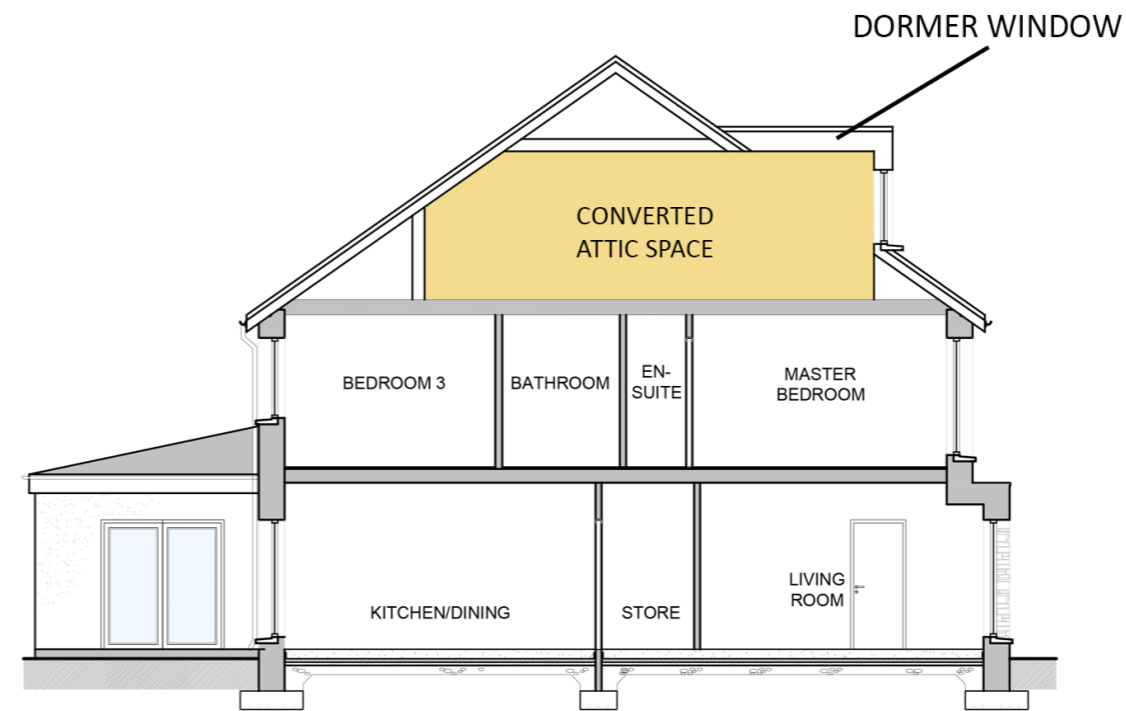 DORMER WINDOW
CONVERTED
ATTIC SPACE
BEDROOM 3
BATHROOM
EN-
SUITE
MASTER
BEDROOM
KITCHEN/DINING
STORE
LIVING
ROOM